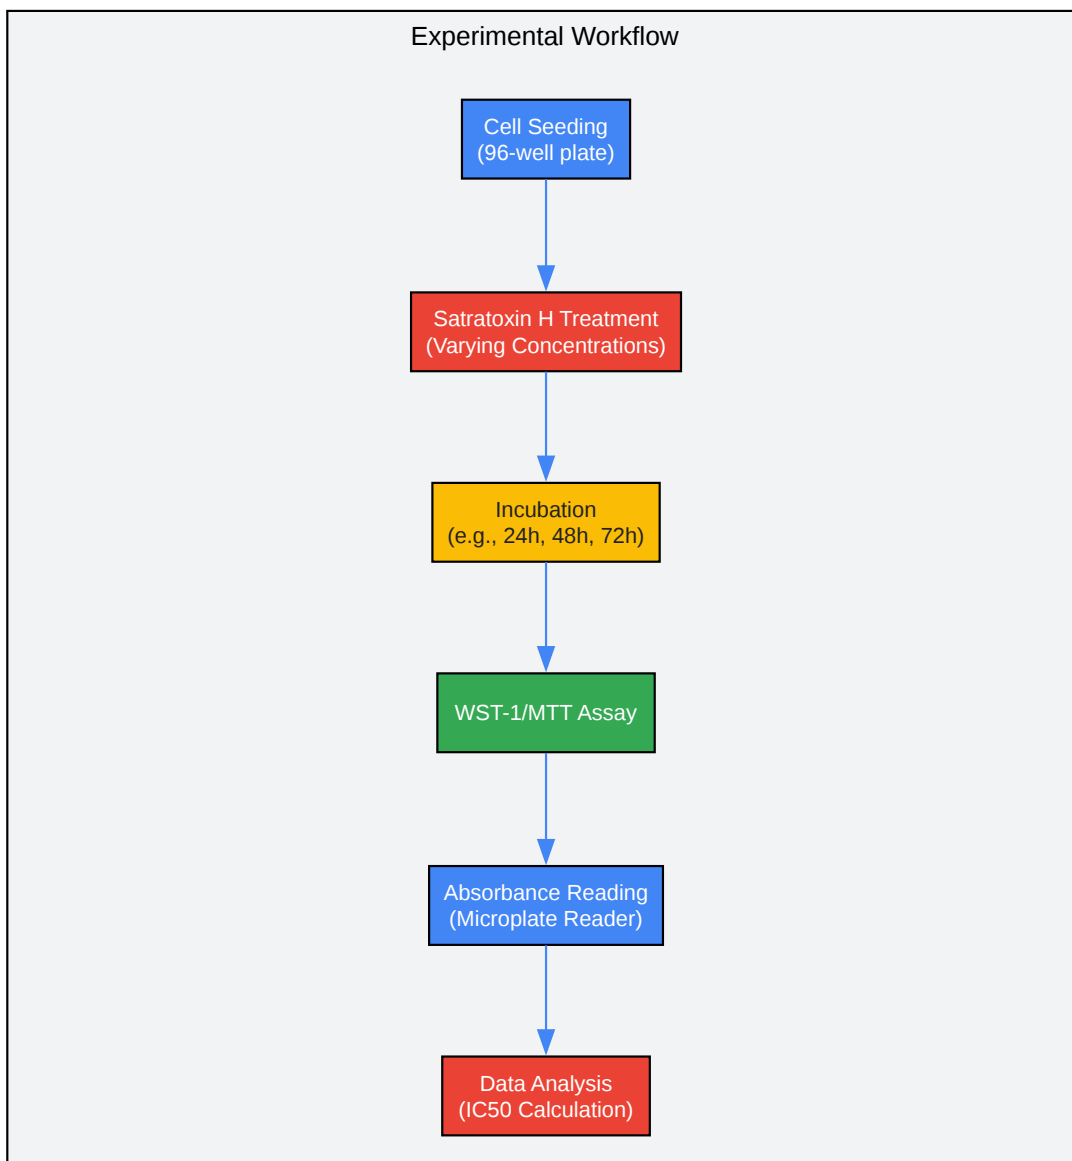 Experimental Workflow
Cell Seeding
(96-well plate)
Satratoxin H Treatment
(Varying Concentrations)
Incubation
(e.g., 24h, 48h, 72h)
WST-1/MTT Assay
Absorbance Reading
(Microplate Reader)
Data Analysis
(IC50 Calculation)